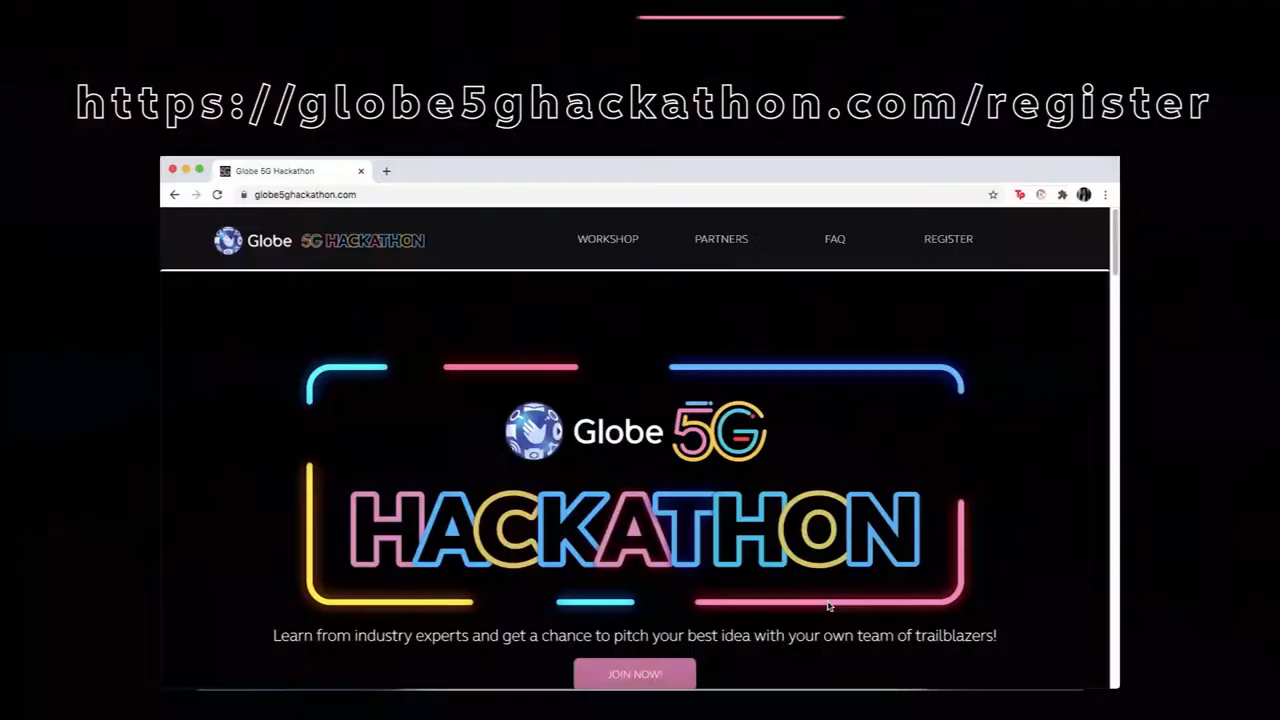 https://globe5ghackathon.com/register
Globe 5G Hackathon
globe5ghackathon.com
Globe 5G HACKATHON
WORKSHOP
PARTNERS
FAQ
REGISTER
Globe 5G
HACKATHON
Learn from industry experts and get a chance to pitch your best idea with your own team of trailblazers!
JOIN NOW!